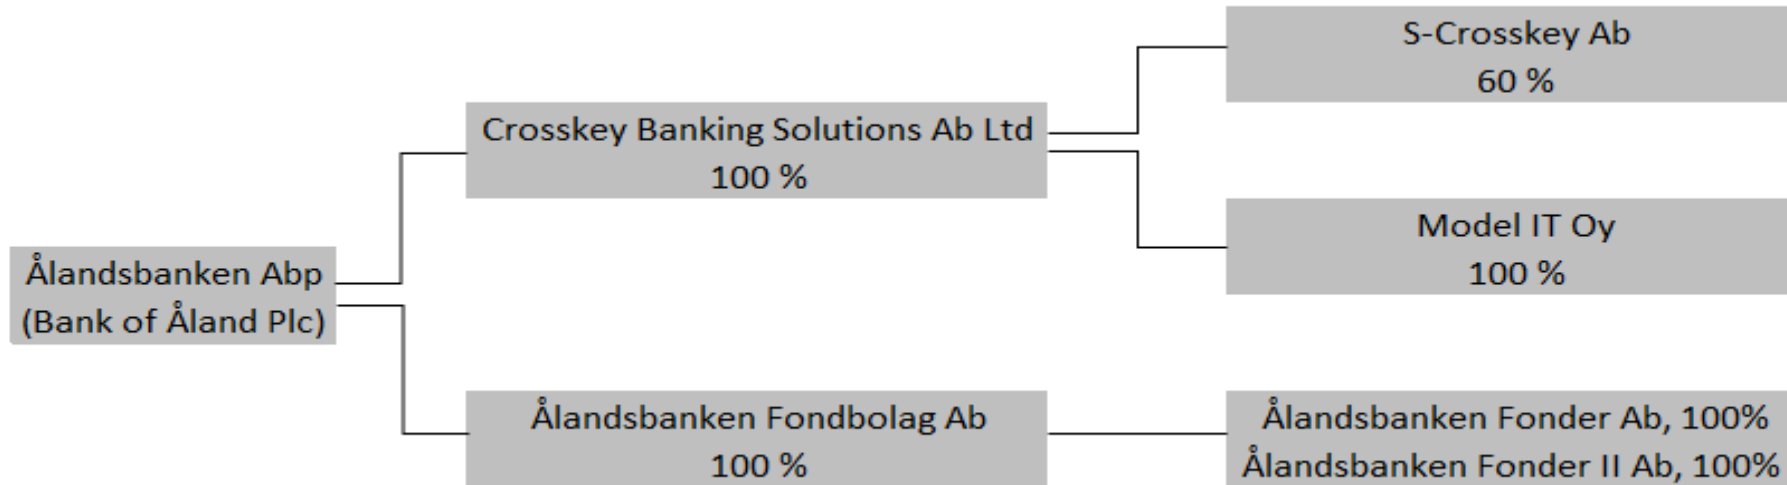 Ålandsbanken Abp
(Bank of Åland Plc)
Crosskey Banking Solutions Ab Ltd
100 %
S-Crosskey Ab
60 %
Model IT Oy
100 %
Ålandsbanken Fondbolag Ab
100 %
Ålandsbanken Fonder Ab, 100%
Ålandsbanken Fonder II Ab, 100%